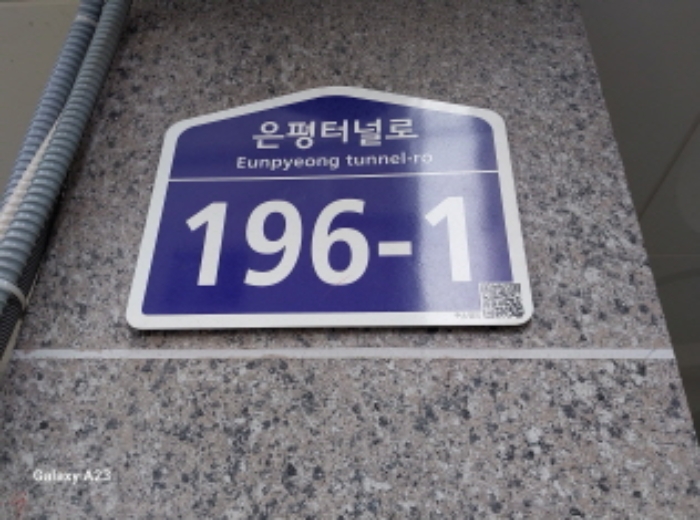 은평터널로
Eunpyeong tunnel-ro
196-1
Galaxy A23